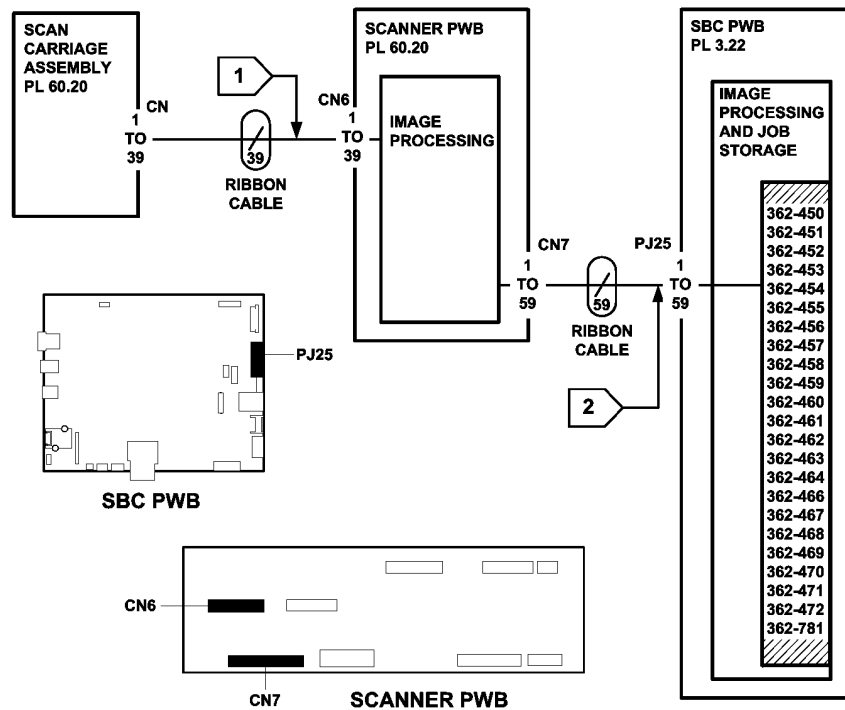 SCAN
CARRIAGE
ASSEMBLY
PL 60.20
CN
1
TO
39
1
39
RIBBON
CABLE
CN6
1
TO
39
SCANNER PWB
PL 60.20
IMAGE
PROCESSING
CN7
1
TO
59
59
RIBBON
CABLE
2
PJ25
1
TO
59
SBC PWB
PL 3.22
IMAGE
PROCESSING
AND JOB
STORAGE
362-450
362-451
362-452
362-453
362-454
362-455
362-456
362-457
362-458
362-459
362-460
362-461
362-462
362-463
362-464
362-466
362-467
362-468
362-469
362-470
362-471
362-472
362-781
PJ25
SBC PWB
CN6
CN7
SCANNER PWB